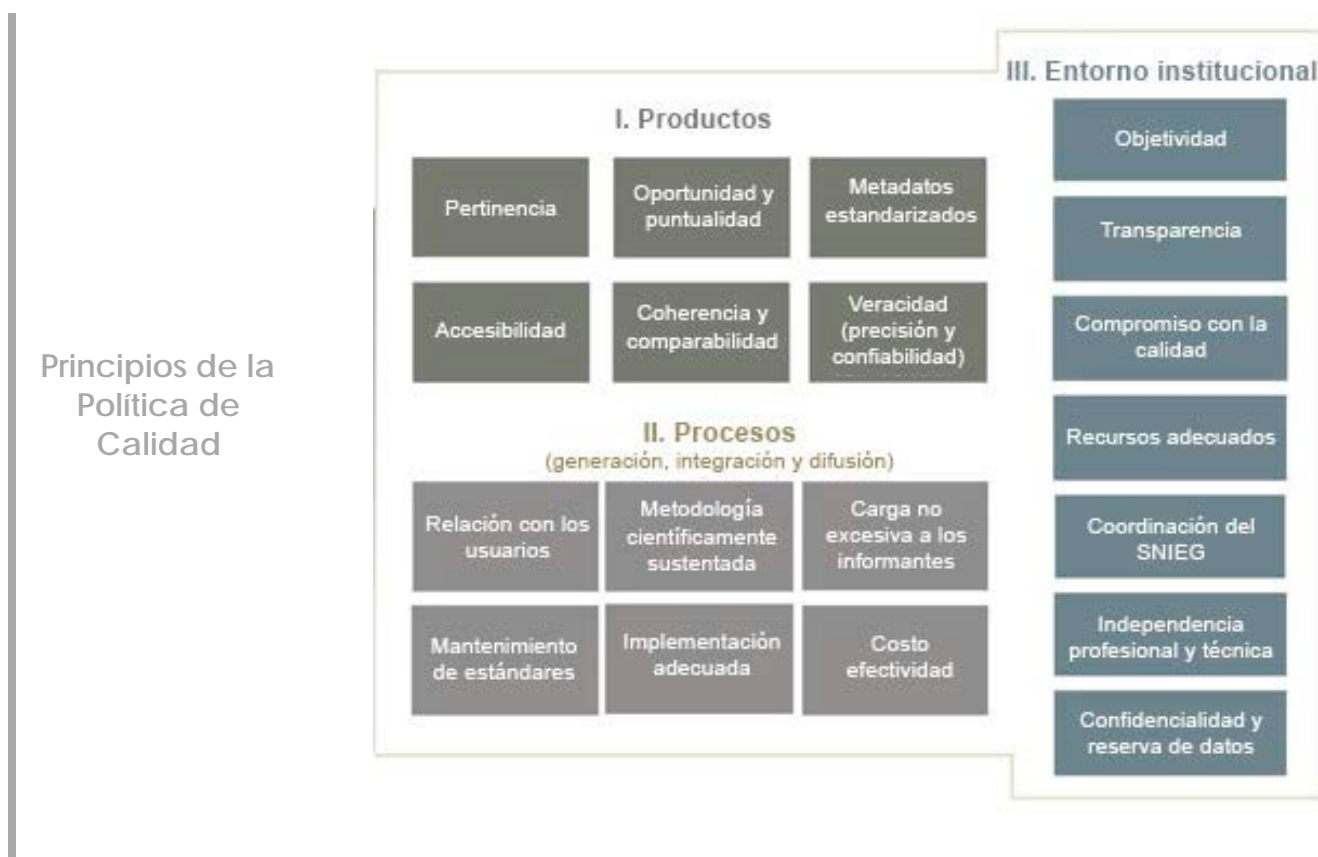 Principios de la
Política de
Calidad
I. Productos
Pertinencia
Oportunidad y
puntualidad
Metadatos
estandarizados
Accesibilidad
Coherencia y
comparabilidad
Veracidad
(precisión y
confiabilidad)
II. Procesos
(generación, integración y difusión)
Relación con los
usuarios
Metodología
científicamente
sustentada
Carga no
excesiva a los
informantes
Mantenimiento
de estándares
Implementación
adecuada
Costo
efectividad
III. Entorno institucional
Objetividad
Transparencia
Compromiso con la
calidad
Recursos adecuados
Coordinación del
SNIEG
Independencia
profesional y técnica
Confidencialidad y
reserva de datos